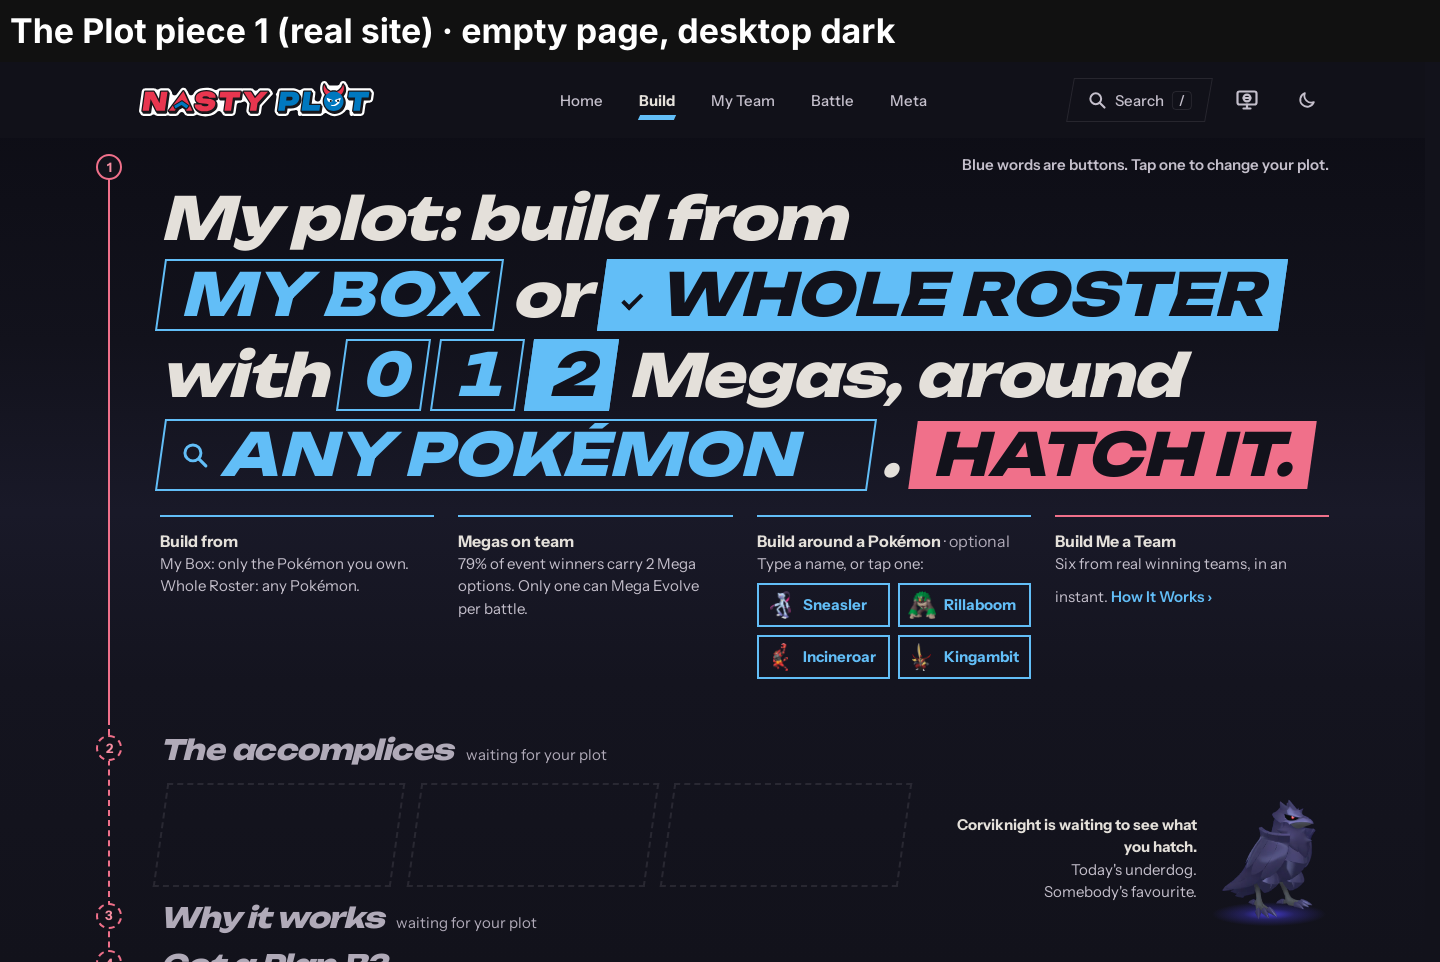 The Plot piece 1 (real site) · empty page, desktop dark
NASTY PLOT
Home Build My Team Battle Meta
Search /
1
Blue words are buttons. Tap one to change your plot.
My plot: build from
MY BOX or WHOLE ROSTER
with 0 1 2 Megas, around
ANY POKÉMON . HATCH IT.
Build from
My Box: only the Pokémon you own.
Whole Roster: any Pokémon.
Megas on team
79% of event winners carry 2 Mega
options. Only one can Mega Evolve
per battle.
Build around a Pokémon · optional
Type a name, or tap one:
Sneasler Rillaboom
Incineroar Kingambit
Build Me a Team
Six from real winning teams, in an
instant. How It Works ›
2
The accomplices waiting for your plot
Corviknight is waiting to see what
you hatch.
Today's underdog.
Somebody's favourite.
3
Why it works waiting for your plot
Got a Plan B?